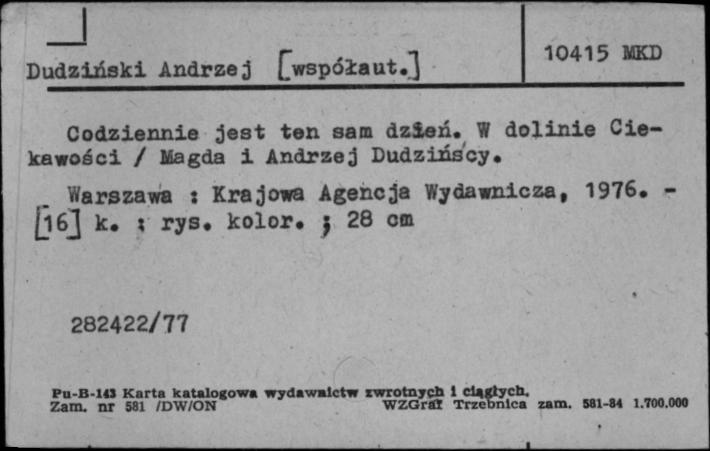 Dudziński Andrzej [współaut.]
10415 MKD
Codziennie jest ten sam dzień. W dolinie Cie-
kawości / Magda i Andrzej Dudzińscy.
Warszawa : Krajowa Agencja Wydawnicza, 1976. -
[16] k. : rys. kolor. ; 28 cm
282422/77
Pu-B-143 Karta katalogowa wydawnictw zwrotnych i ciągłych.
Zam. nr 581 /DW/ON WZGraf Trzebnica zam. 581-84 1.700.000